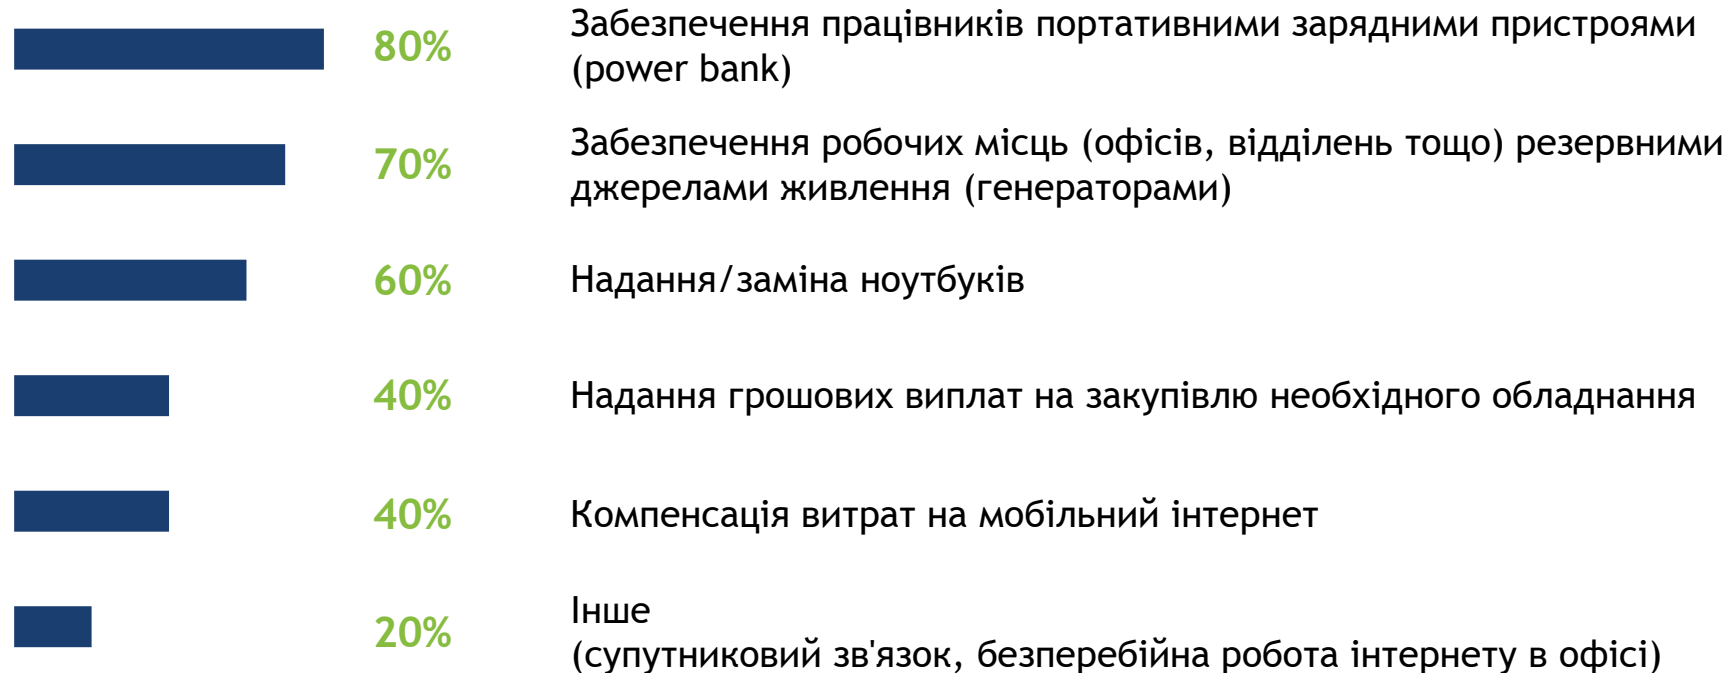 80%
Забезпечення працівників портативними зарядними пристроями
(power bank)
70%
Забезпечення робочих місць (офісів, відділень тощо) резервними
джерелами живлення (генераторами)
60%
Надання/заміна ноутбуків
40%
Надання грошових виплат на закупівлю необхідного обладнання
40%
Компенсація витрат на мобільний інтернет
20%
Інше
(супутниковий зв'язок, безперебійна робота інтернету в офісі)